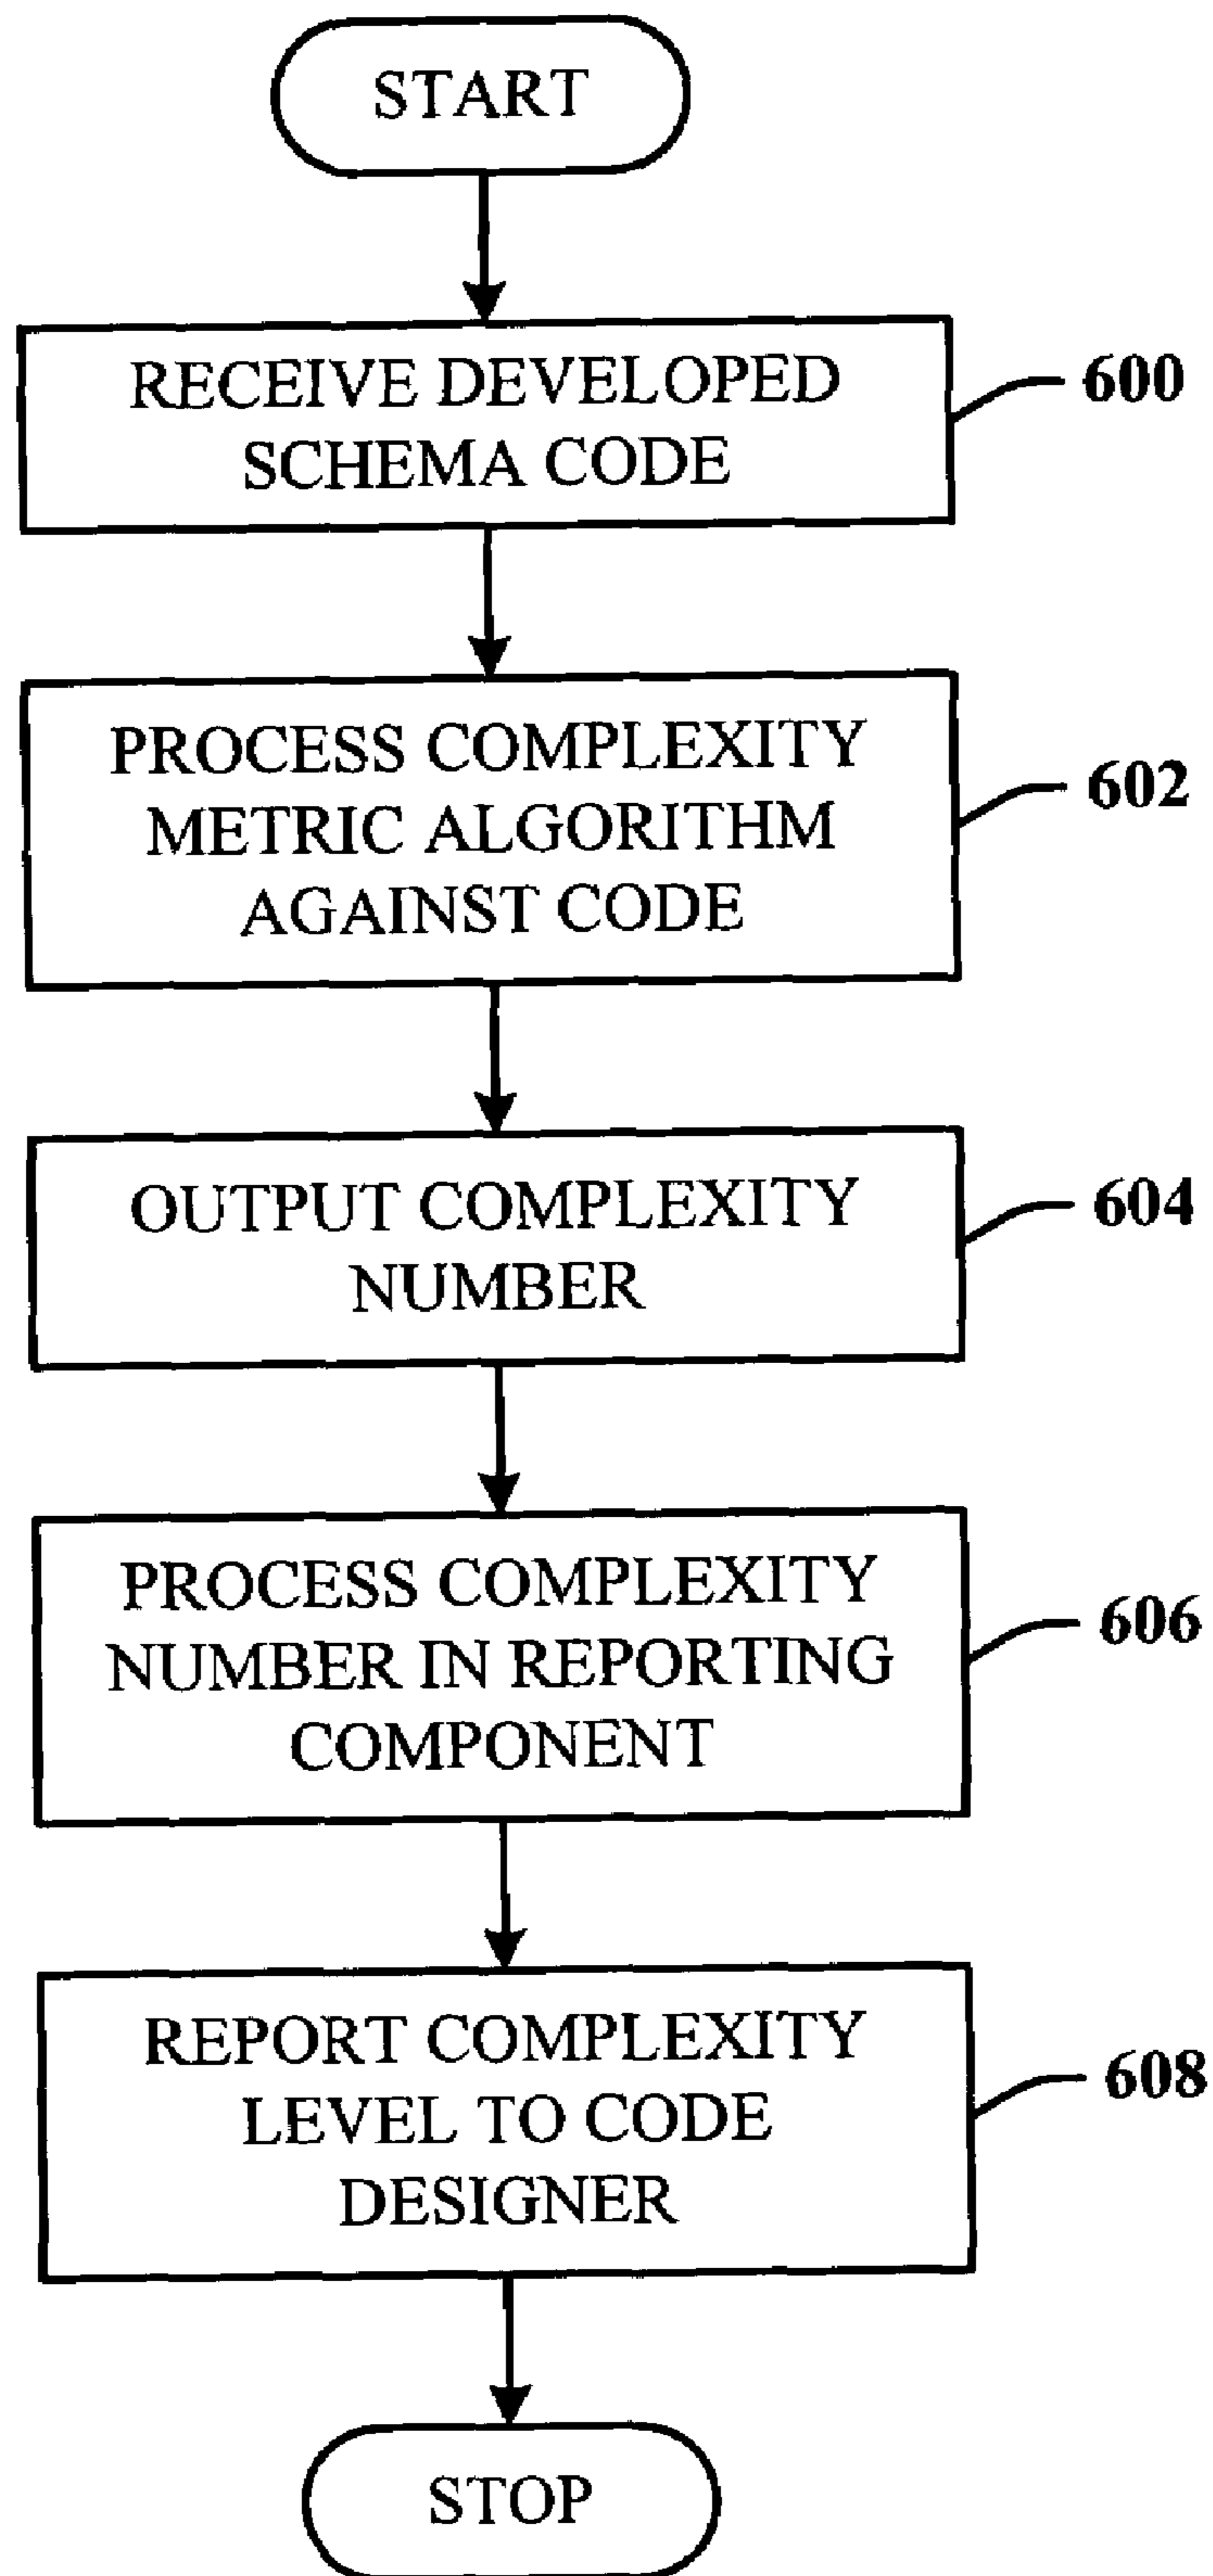 START
RECEIVE DEVELOPED
SCHEMA CODE
600
PROCESS COMPLEXITY
METRIC ALGORITHM
AGAINST CODE
602
OUTPUT COMPLEXITY
NUMBER
604
PROCESS COMPLEXITY
NUMBER IN REPORTING
COMPONENT
606
REPORT COMPLEXITY
LEVEL TO CODE
DESIGNER
608
STOP